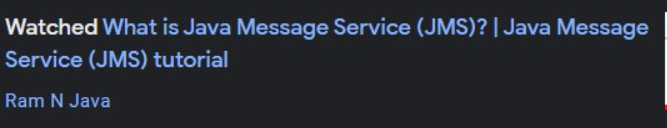 Watched What is Java Message Service (JMS)? | Java Message
Service (JMS) tutorial
Ram N Java